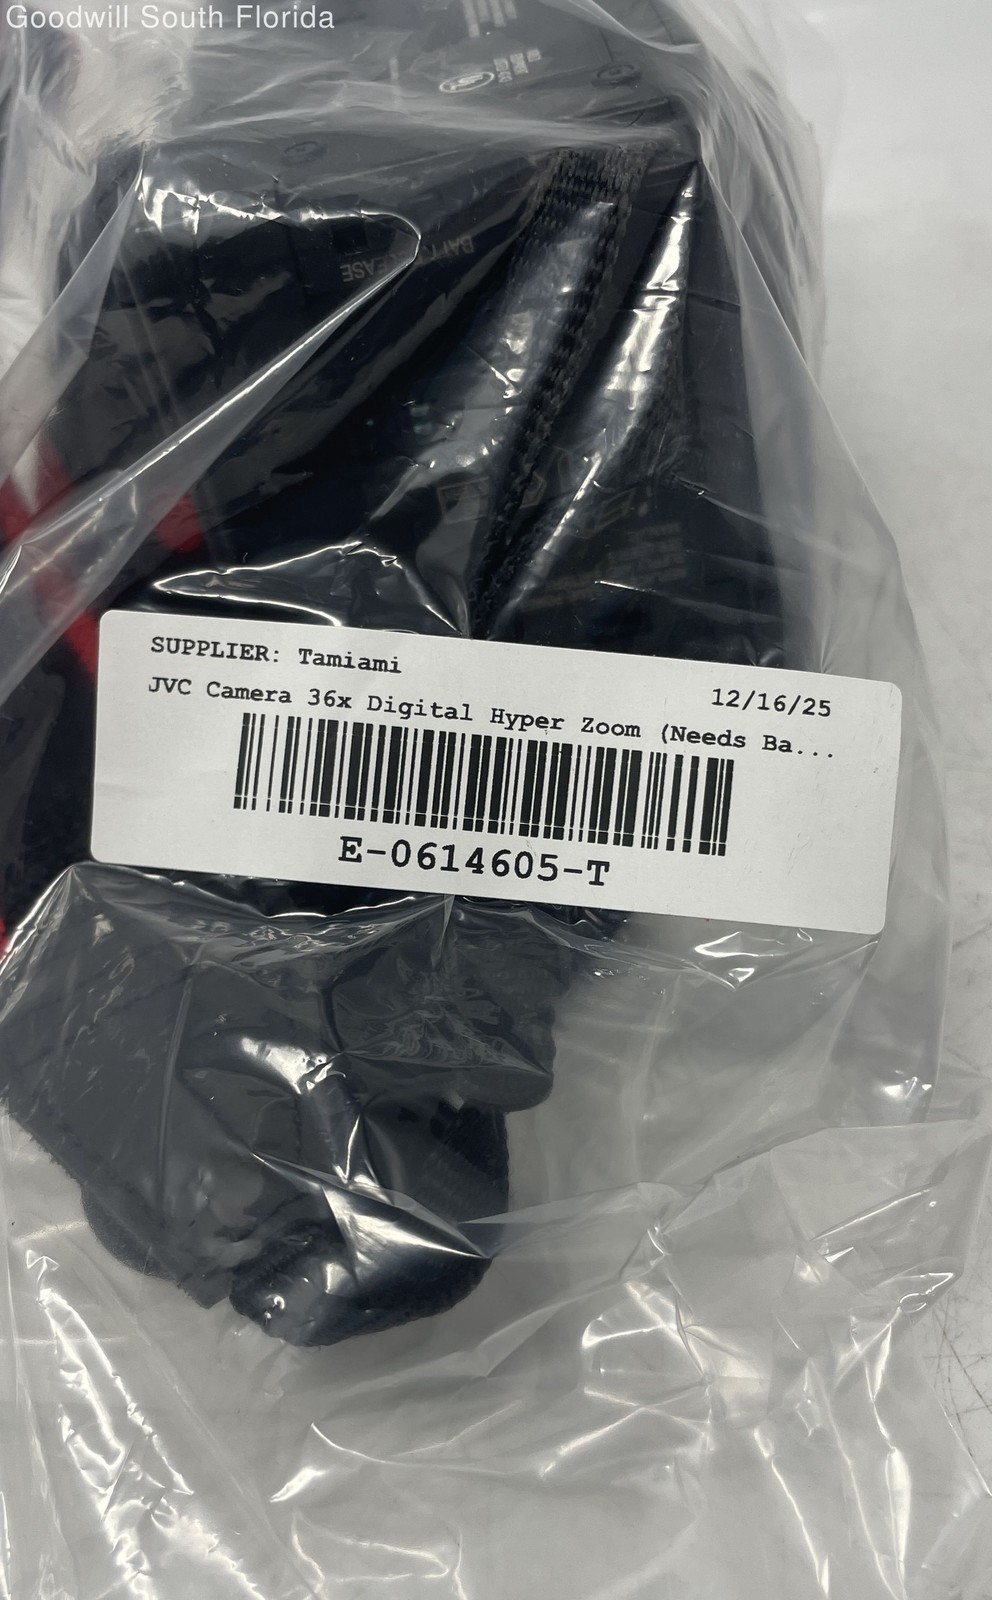 Goodwill South Florida
SUPPLIER: Tamiami
12/16/25
JVC Camera 36x Digital Hyper Zoom (Needs Ba...
E-0614605-T